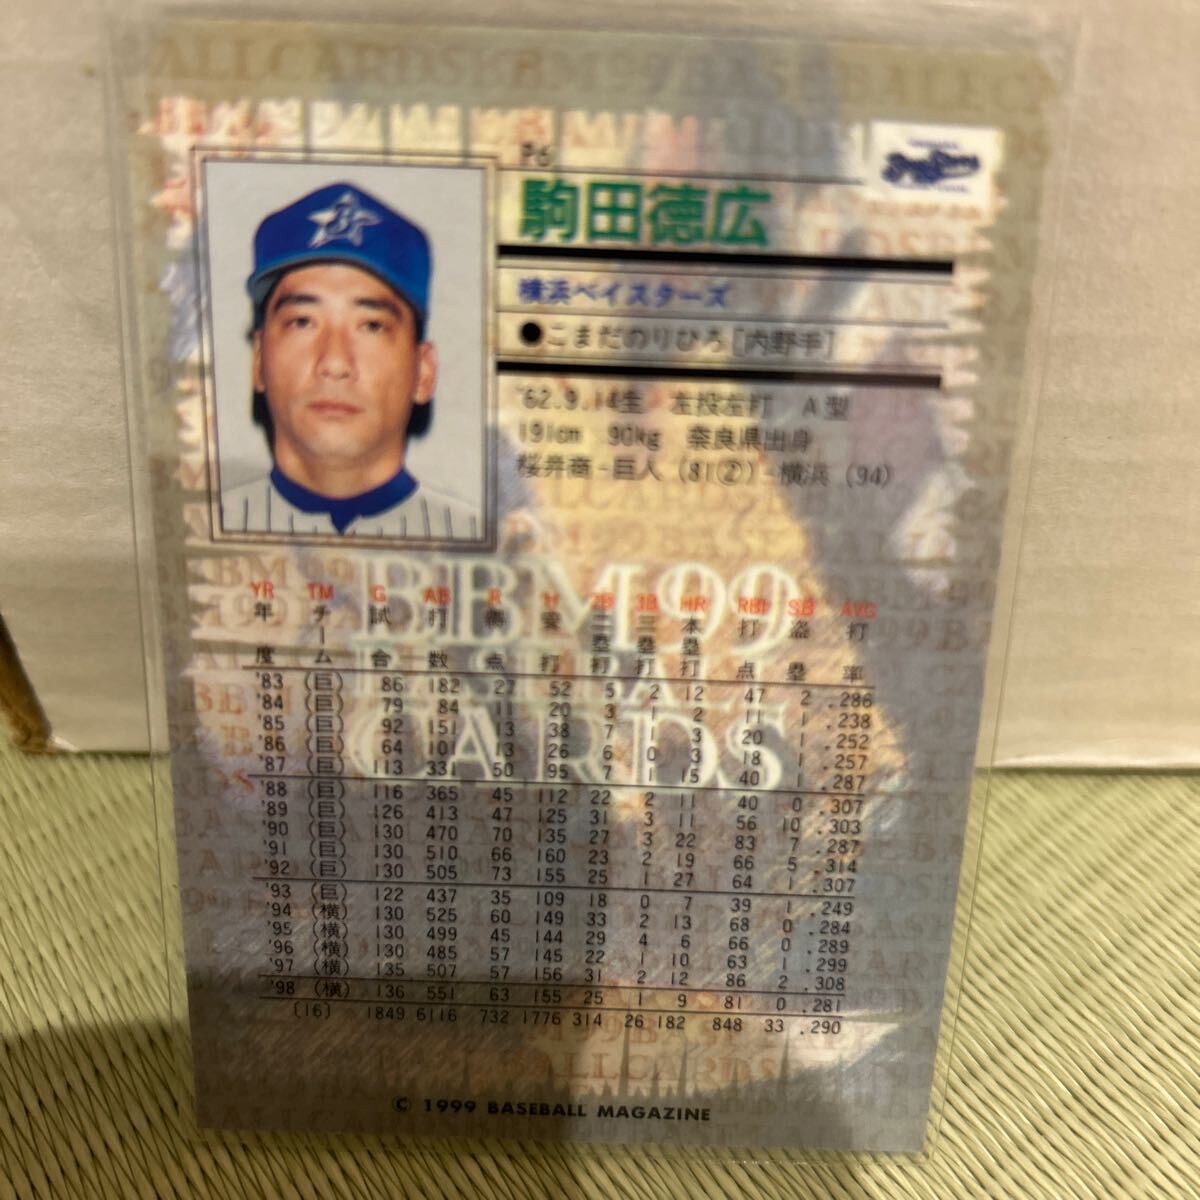 P6
駒田徳広
横浜ベイスターズ
●こまだのりひろ[内野手]
'62.9.14生 左投左打 A型
191cm 90kg 奈良県出身
桜井商-巨人(81②)-横浜(94)
BBM99
BASEBALL
CARDS
YR TM G AB R H 2B 3B HR RBI SB AVG
年度 チーム 試合 打数 得点 安打 二塁打 三塁打 本塁打 打点 盗塁 打率
'83 (巨) 86 182 27 52 5 2 12 47 2 .286
'84 (巨) 79 84 11 20 3 1 2 11 1 .238
'85 (巨) 92 151 13 38 7 1 3 20 1 .252
'86 (巨) 64 101 13 26 6 0 3 18 1 .257
'87 (巨) 113 331 50 95 7 1 15 40 1 .287
'88 (巨) 116 365 45 112 22 2 11 40 0 .307
'89 (巨) 126 413 47 125 31 3 11 56 10 .303
'90 (巨) 130 470 70 135 27 3 22 83 7 .287
'91 (巨) 130 510 66 160 23 2 19 66 5 .314
'92 (巨) 130 505 73 155 25 1 27 64 1 .307
'93 (巨) 122 437 35 109 18 0 7 39 1 .249
'94 (横) 130 525 60 149 33 2 13 68 0 .284
'95 (横) 130 499 45 144 29 4 6 66 0 .289
'96 (横) 130 485 57 145 22 1 10 63 1 .299
'97 (横) 135 507 57 156 31 2 12 86 2 .308
'98 (横) 136 551 63 155 25 1 9 81 0 .281
[16] 1849 6116 732 1776 314 26 182 848 33 .290
© 1999 BASEBALL MAGAZINE